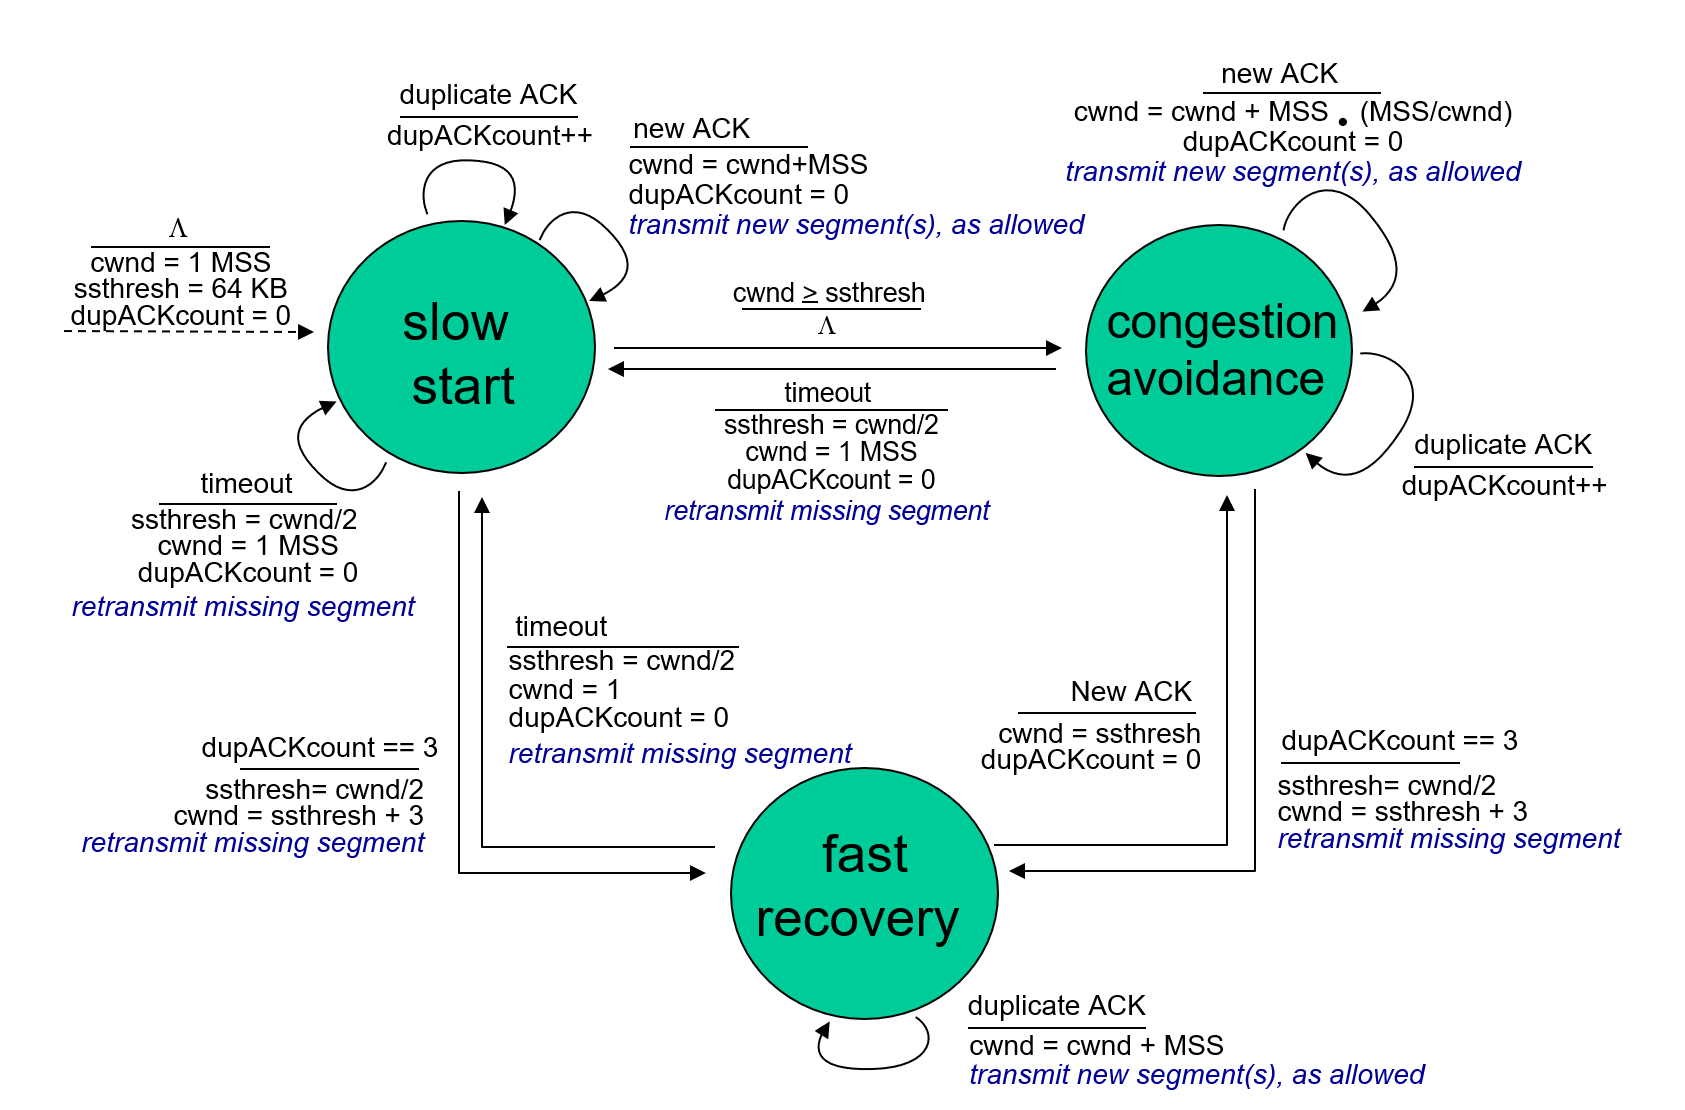 duplicate ACK
dupACKcount++
new ACK
cwnd = cwnd+MSS
dupACKcount = 0
transmit new segment(s), as allowed
new ACK
cwnd = cwnd + MSS • (MSS/cwnd)
dupACKcount = 0
transmit new segment(s), as allowed
Λ
cwnd = 1 MSS
ssthresh = 64 KB
dupACKcount = 0
slow
start
cwnd ≥ ssthresh
Λ
timeout
ssthresh = cwnd/2
cwnd = 1 MSS
dupACKcount = 0
retransmit missing segment
congestion
avoidance
duplicate ACK
dupACKcount++
timeout
ssthresh = cwnd/2
cwnd = 1 MSS
dupACKcount = 0
retransmit missing segment
timeout
ssthresh = cwnd/2
cwnd = 1
dupACKcount = 0
retransmit missing segment
New ACK
cwnd = ssthresh
dupACKcount = 0
dupACKcount == 3
ssthresh= cwnd/2
cwnd = ssthresh + 3
retransmit missing segment
dupACKcount == 3
ssthresh= cwnd/2
cwnd = ssthresh + 3
retransmit missing segment
fast
recovery
duplicate ACK
cwnd = cwnd + MSS
transmit new segment(s), as allowed